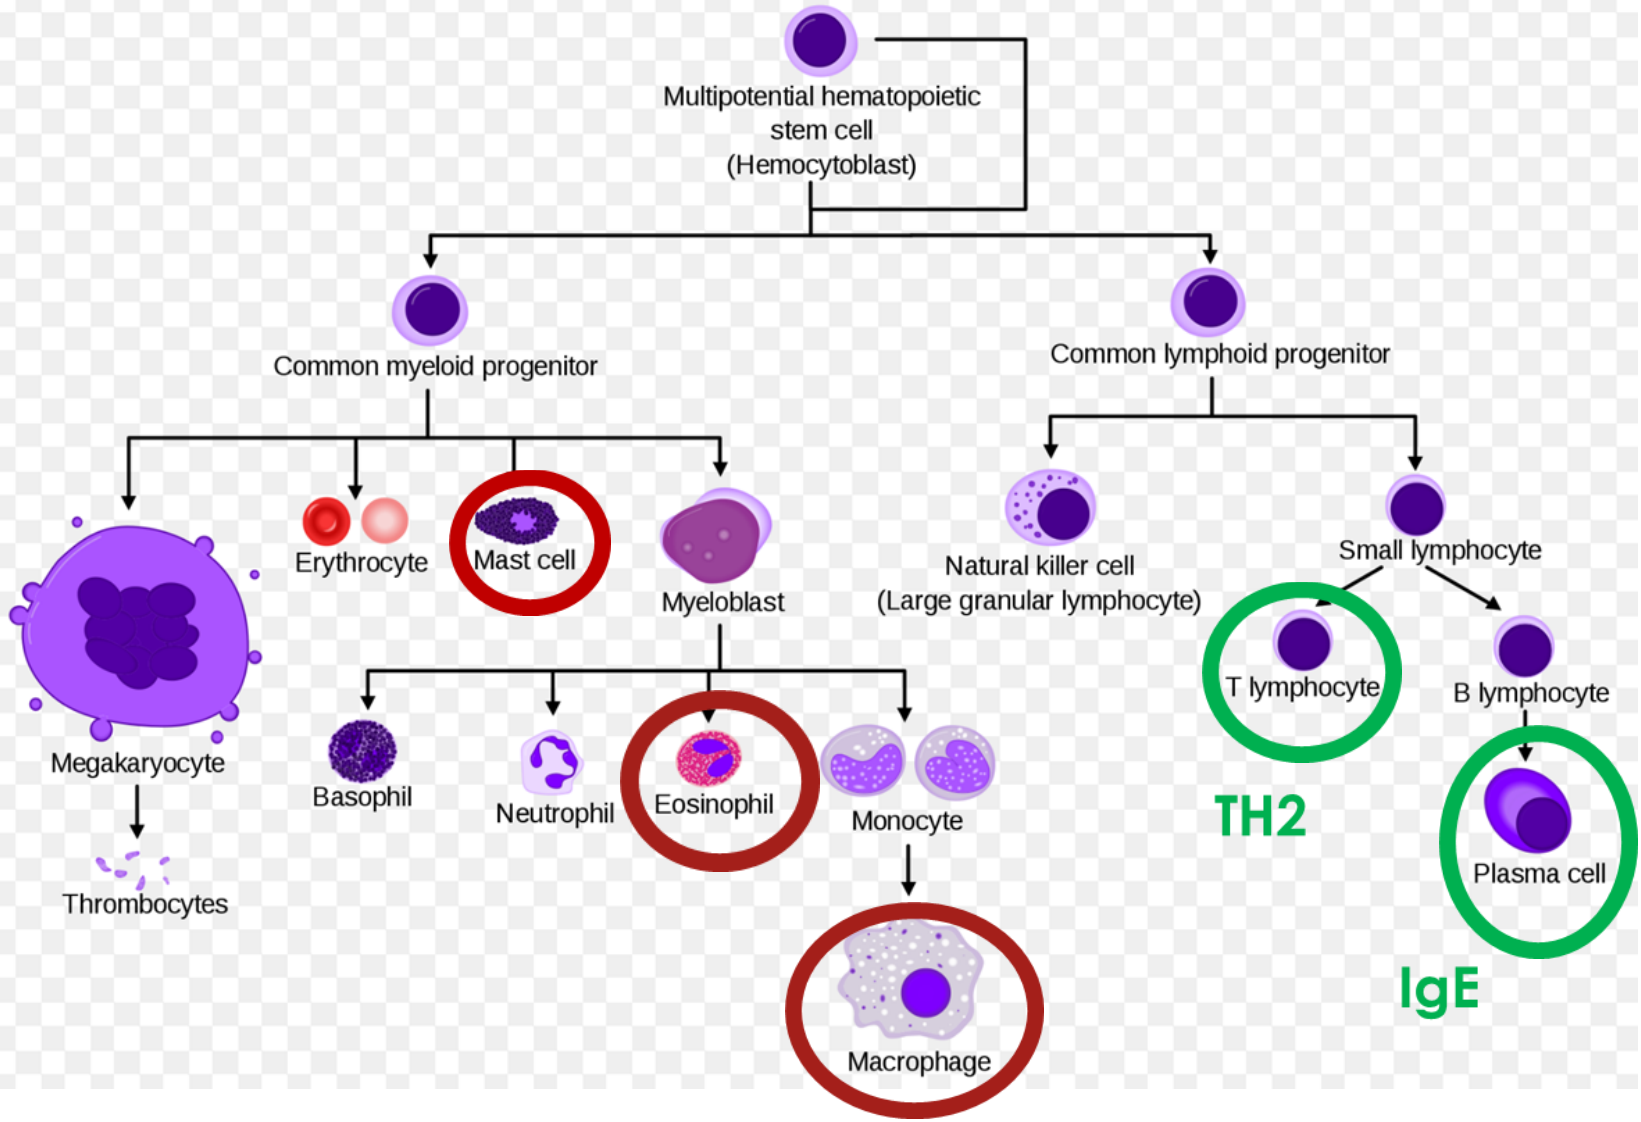 Multipotential hematopoietic
stem cell
(Hemocytoblast)
Common myeloid progenitor
Common lymphoid progenitor
Erythrocyte
Mast cell
Myeloblast
Natural killer cell
(Large granular lymphocyte)
Small lymphocyte
T lymphocyte
B lymphocyte
Megakaryocyte
Basophil
Neutrophil
Eosinophil
Monocyte
TH2
Plasma cell
Thrombocytes
IgE
Macrophage